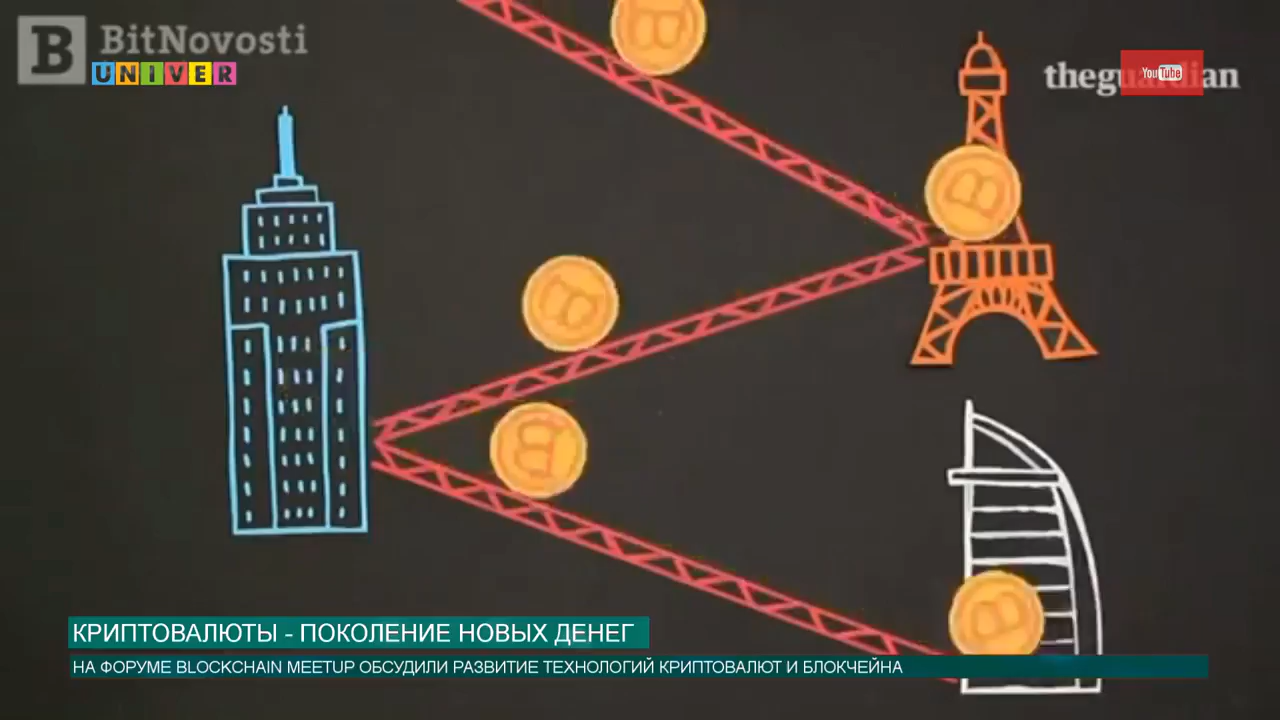 B BitNovosti
UNIVER
theguardian
YouTube
КРИПТОВАЛЮТЫ - ПОКОЛЕНИЕ НОВЫХ ДЕНЕГ
НА ФОРУМЕ BLOCKCHAIN MEETUP ОБСУДИЛИ РАЗВИТИЕ ТЕХНОЛОГИЙ КРИПТОВАЛЮТ И БЛОКЧЕЙНА